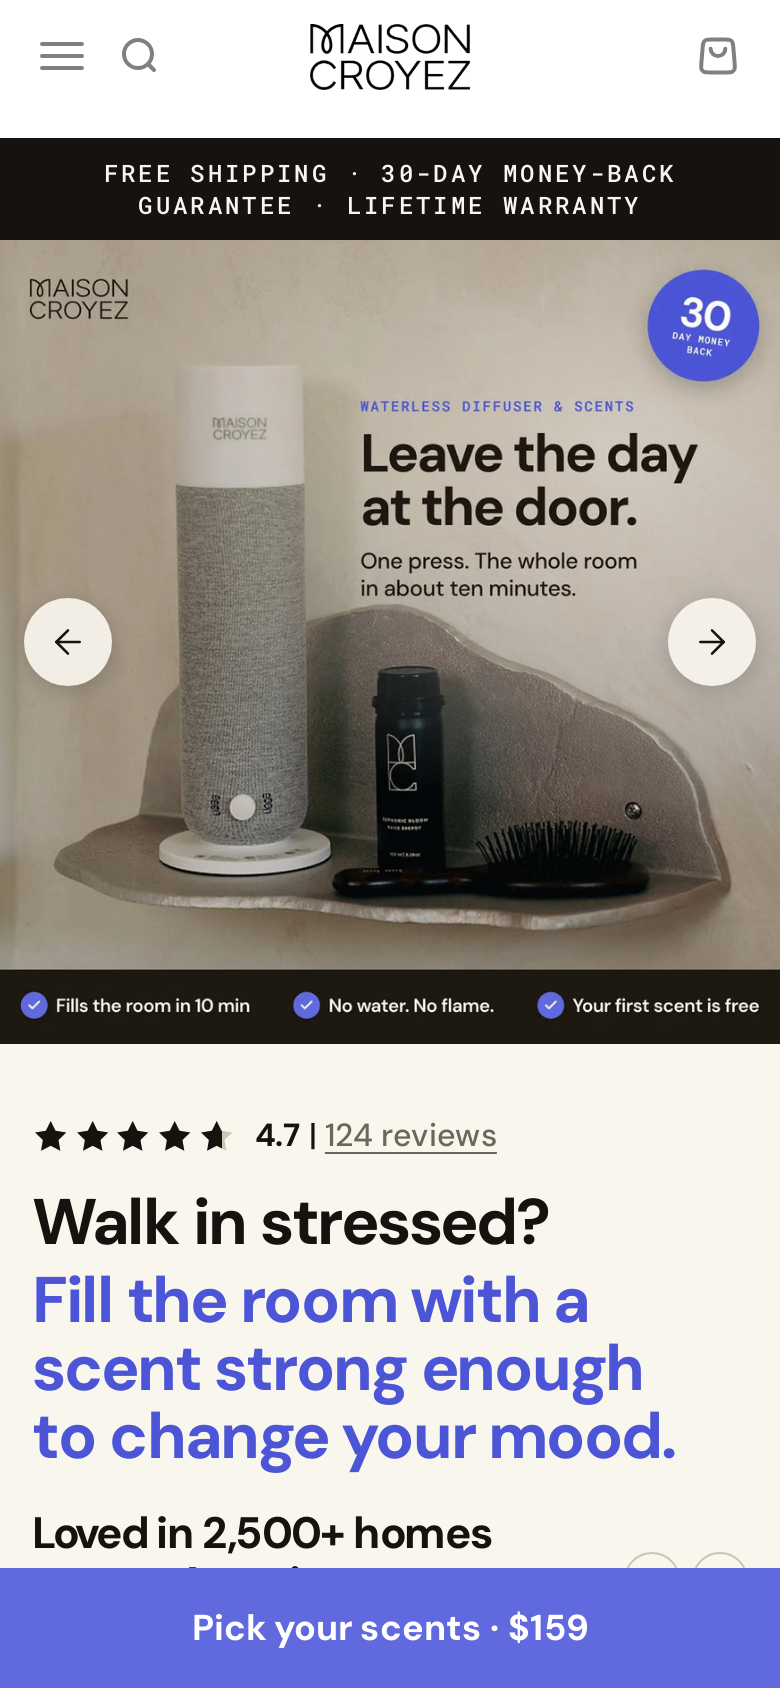 MAISON
CROYEZ
FREE SHIPPING · 30-DAY MONEY-BACK
GUARANTEE · LIFETIME WARRANTY
MAISON
CROYEZ
30
DAY MONEY
BACK
MAISON
CROYEZ
WATERLESS DIFFUSER & SCENTS
Leave the day
at the door.
One press. The whole room
in about ten minutes.
MC
EUPHORIC BLOOM
Fills the room in 10 min
No water. No flame.
Your first scent is free
4.7 | 124 reviews
Walk in stressed?
Fill the room with a
scent strong enough
to change your mood.
Loved in 2,500+ homes
Pick your scents · $159